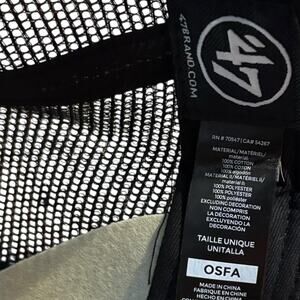 47
47BRAND.COM
RN # 70547 | CA# 54267
MATERIAL/MATÉRIEL/
material:
100% COTTON
100% COTON
100% algodón
MATERIAL II/MATÉRIEL/
material:
100% POLYESTER
100% POLYESTER
100% poliéster
EXCLUDING DECORATION
EXCLUANT
LA DÉCORATION
EXCLUYENDO LA
DECORACIÓN
TAILLE UNIQUE
UNITALLA
OSFA
MADE IN CHINA
FABRIQUÉ EN CHINE
HECHO EN CHINA